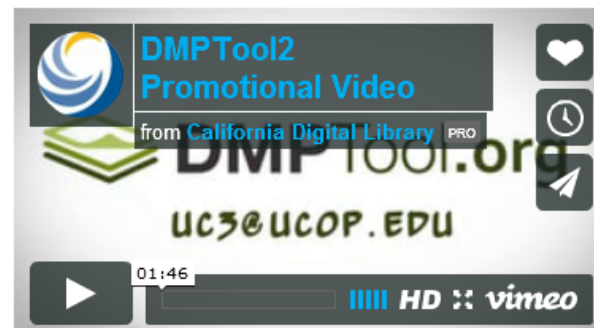 DMPTool2
Promotional Video
from California Digital Library PRO
DMPTool.org
UC3@UCOP.EDU
01:46
HD vimeo